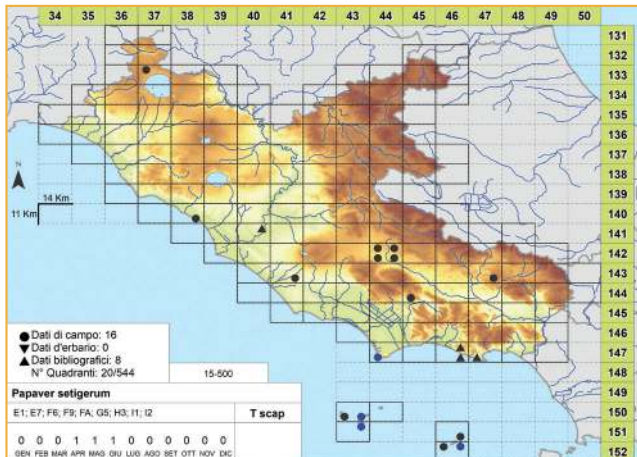 34 35 36 37 38 39 40 41 42 43 44 45 46 47 48 49 50
131
132
133
134
135
136
137
138
139
N
14 Km
140
11 Km
141
142
143
144
145
146
147
148
149
150
151
152
Dati di campo: 16
Dati d'erbario: 0
Dati bibliografici: 8
N° Quadranti: 20/544
15-500
Papaver setigerum
E1; E7; F6; F9; FA; G5; H3; I1; I2
T scap
0 0 0 1 1 1 0 0 0 0 0 0
GEN FEB MAR APR MAG GIU LUG AGO SET OTT NOV DIC